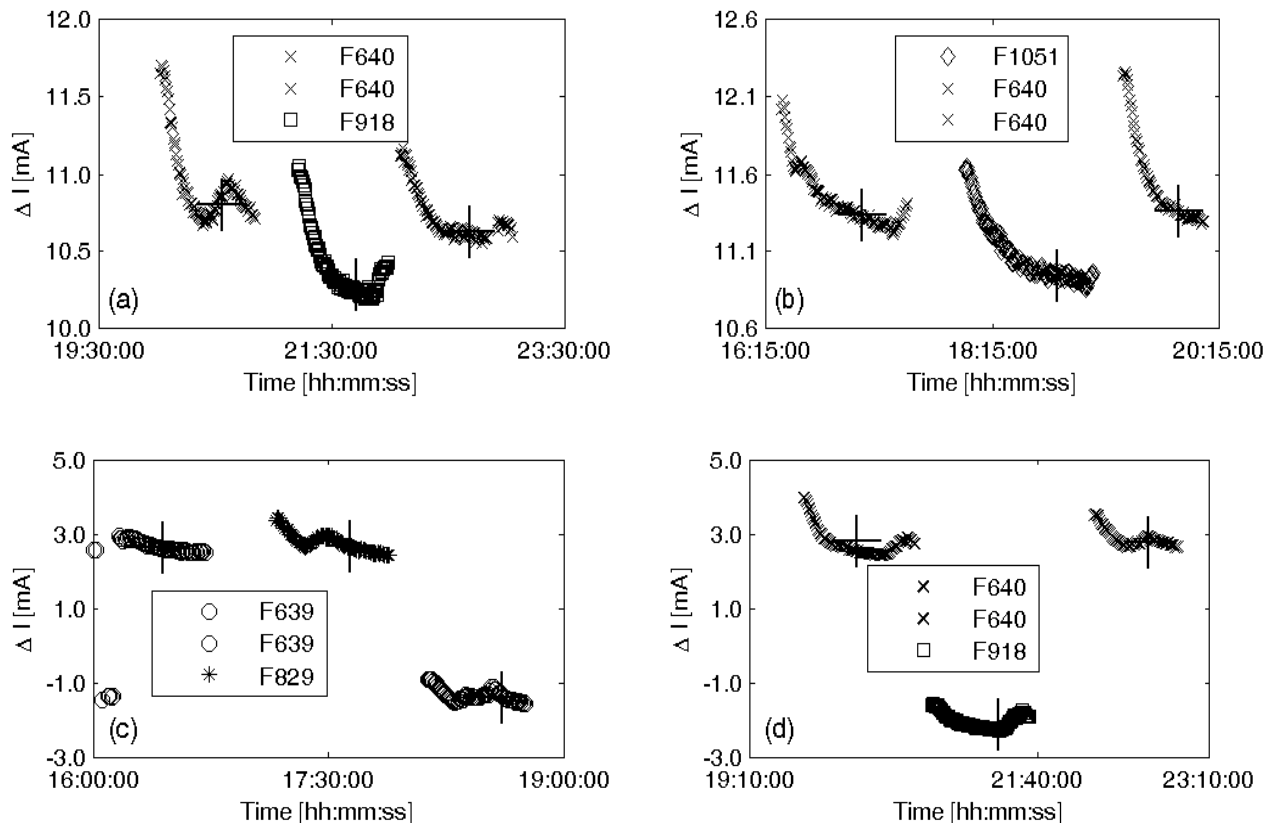 12.0
11.5
11.0
10.5
10.0
Δ I [mA]
F640
F640
F918
(a)
19:30:00 21:30:00 23:30:00
Time [hh:mm:ss]
12.6
12.1
11.6
11.3
10.6
Δ I [mA]
F1051
F640
F640
(b)
16:15:00 18:15:00 20:15:00
Time [hh:mm:ss]
5.0
3.0
1.0
-1.0
-3.0
Δ I [mA]
F639
F639
F829
(c)
16:00:00 17:30:00 19:00:00
Time [hh:mm:ss]
5.0
3.0
1.0
-1.0
-3.0
Δ I [mA]
F640
F640
F918
(d)
19:10:00 21:40:00 23:10:00
Time [hh:mm:ss]